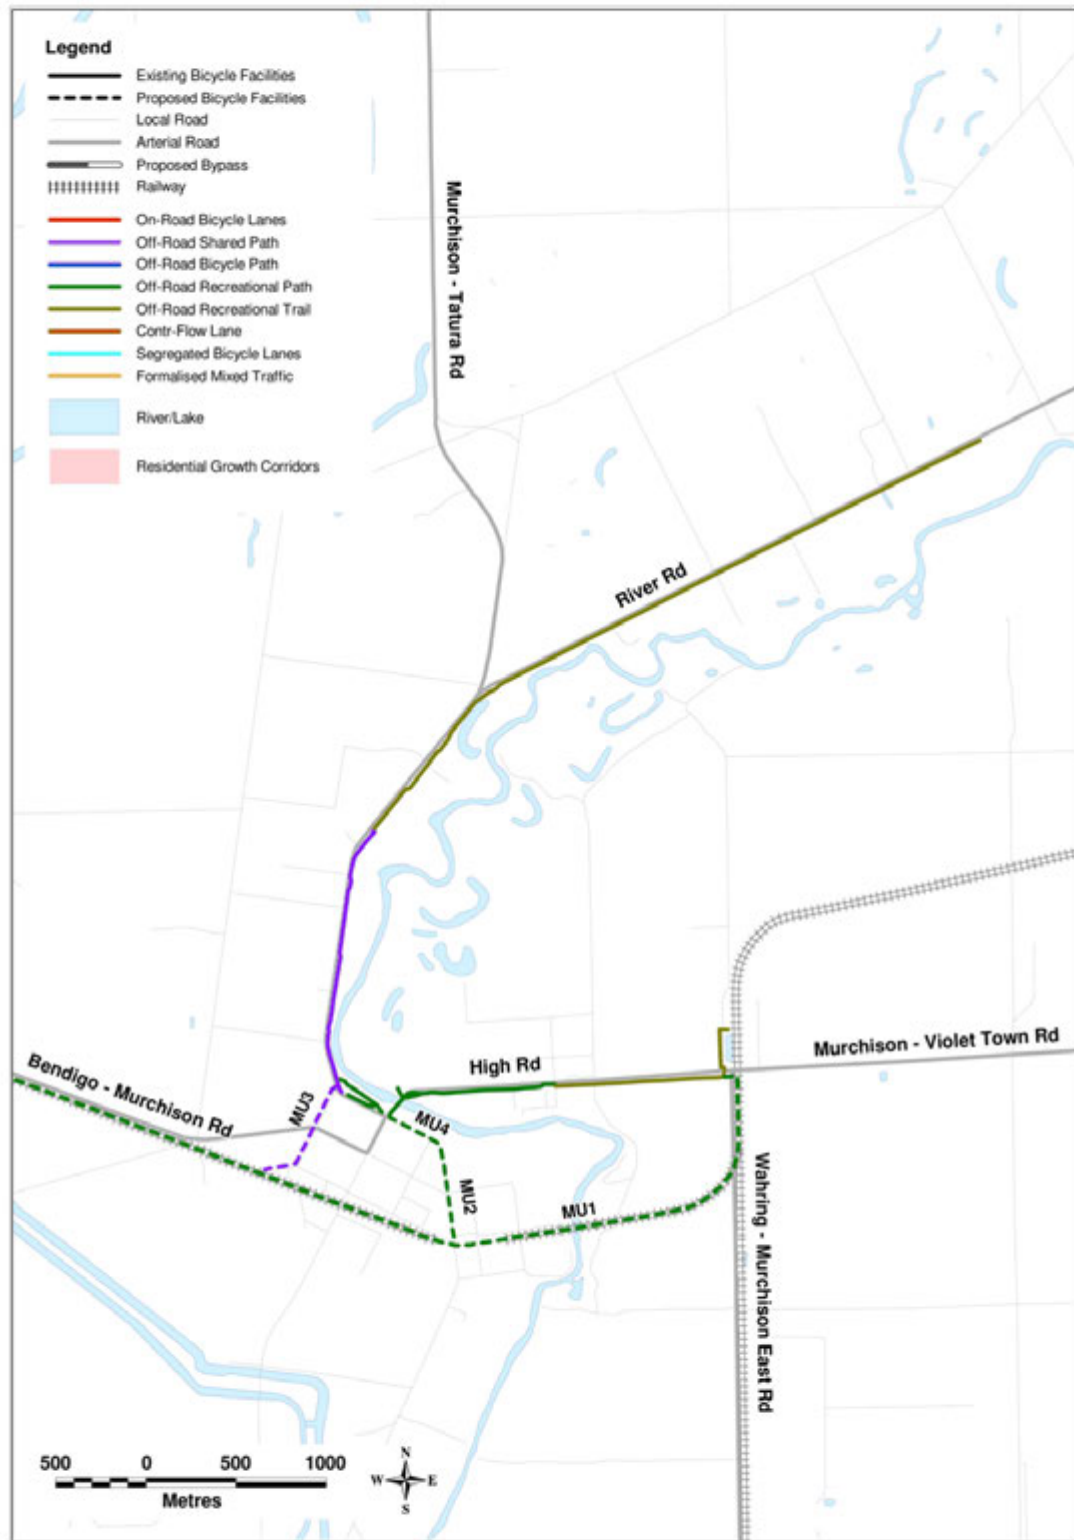 Legend
Existing Bicycle Facilities
Proposed Bicycle Facilities
Local Road
Arterial Road
Proposed Bypass
Railway
On-Road Bicycle Lanes
Off-Road Shared Path
Off-Road Bicycle Path
Off-Road Recreational Path
Off-Road Recreational Trail
Contr-Flow Lane
Segregated Bicycle Lanes
Formalised Mixed Traffic
River/Lake
Residential Growth Corridors
Murchison - Tatura Rd
River Rd
High Rd
Murchison - Violet Town Rd
Bendigo - Murchison Rd
MU3
MU4
MU2
MU1
Wahring - Murchison East Rd
500 0 500 1000
Metres
N
W E
S